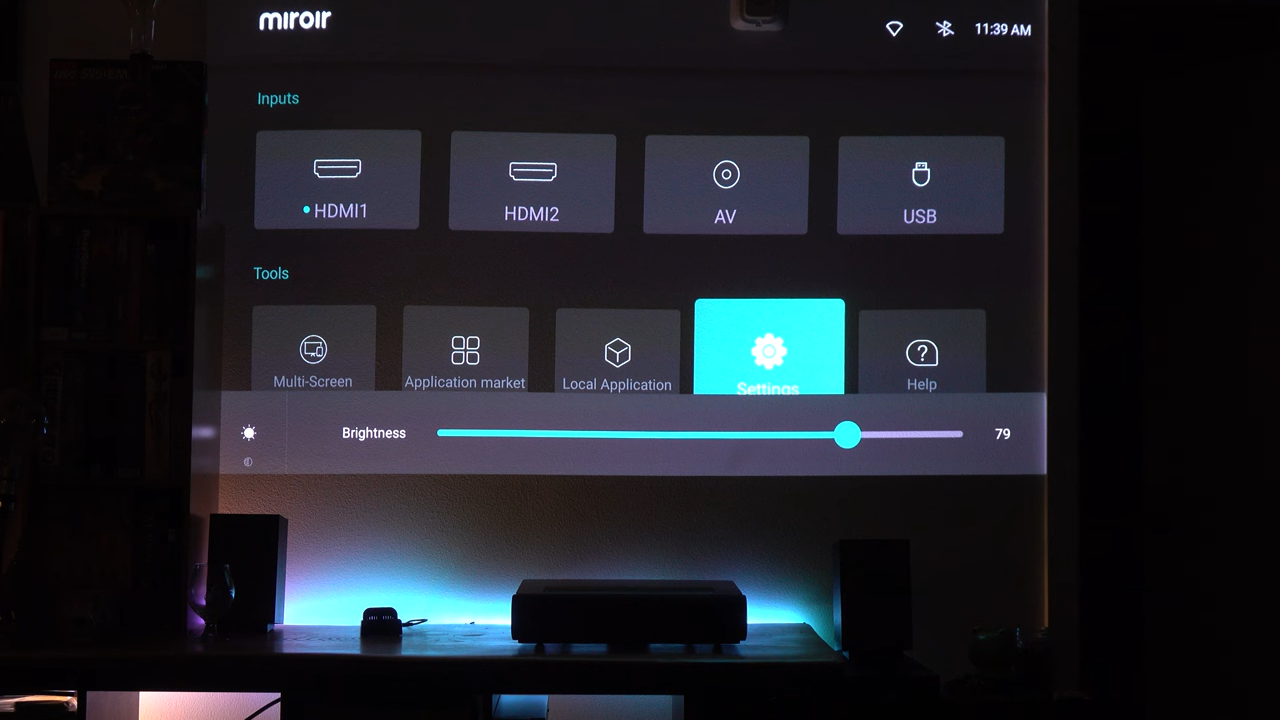 miroir
11:39 AM
Inputs
HDMI1
HDMI2
AV
USB
Tools
Multi-Screen
Application market
Local Application
Settings
Help
Brightness
79